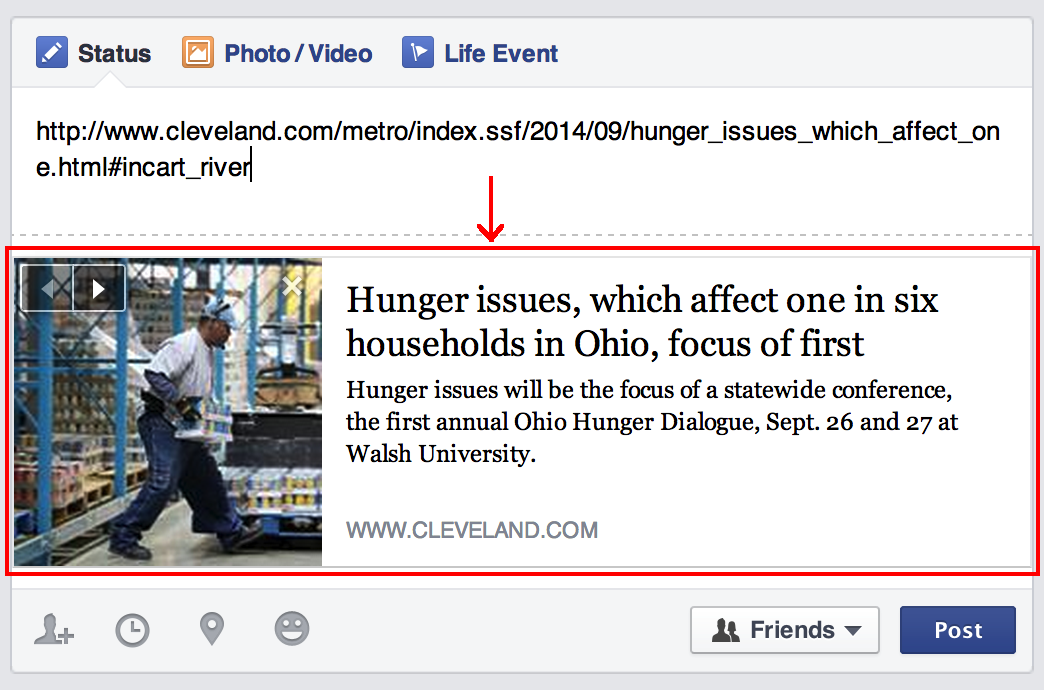 Status Photo / Video Life Event
http://www.cleveland.com/metro/index.ssf/2014/09/hunger_issues_which_affect_on
e.html#incart_river
Hunger issues, which affect one in six
households in Ohio, focus of first
Hunger issues will be the focus of a statewide conference,
the first annual Ohio Hunger Dialogue, Sept. 26 and 27 at
Walsh University.
WWW.CLEVELAND.COM
Friends Post